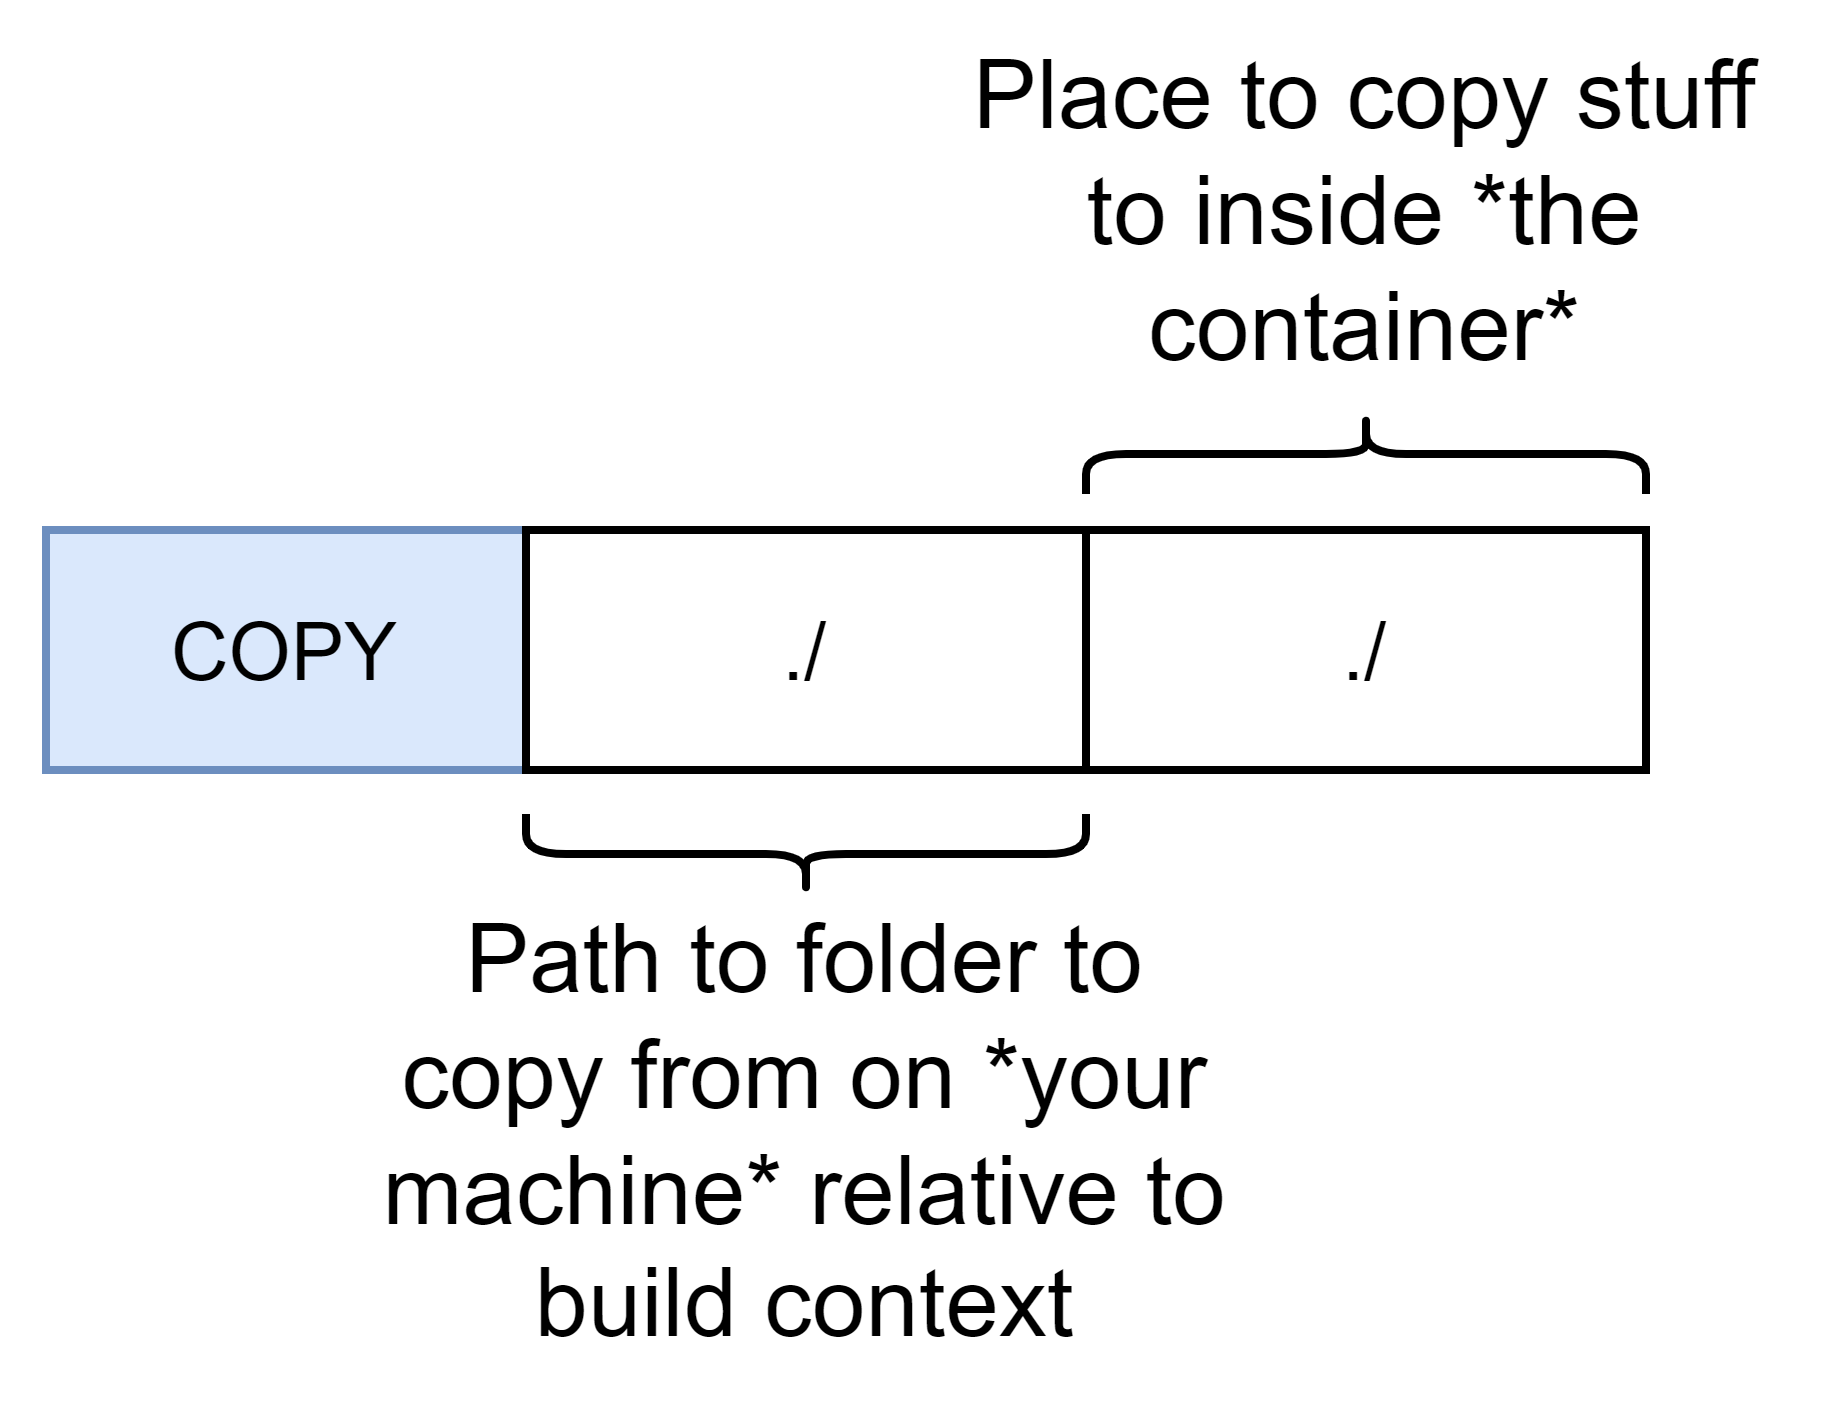 Place to copy stuff
to inside *the
container*
COPY ./ ./
Path to folder to
copy from on *your
machine* relative to
build context